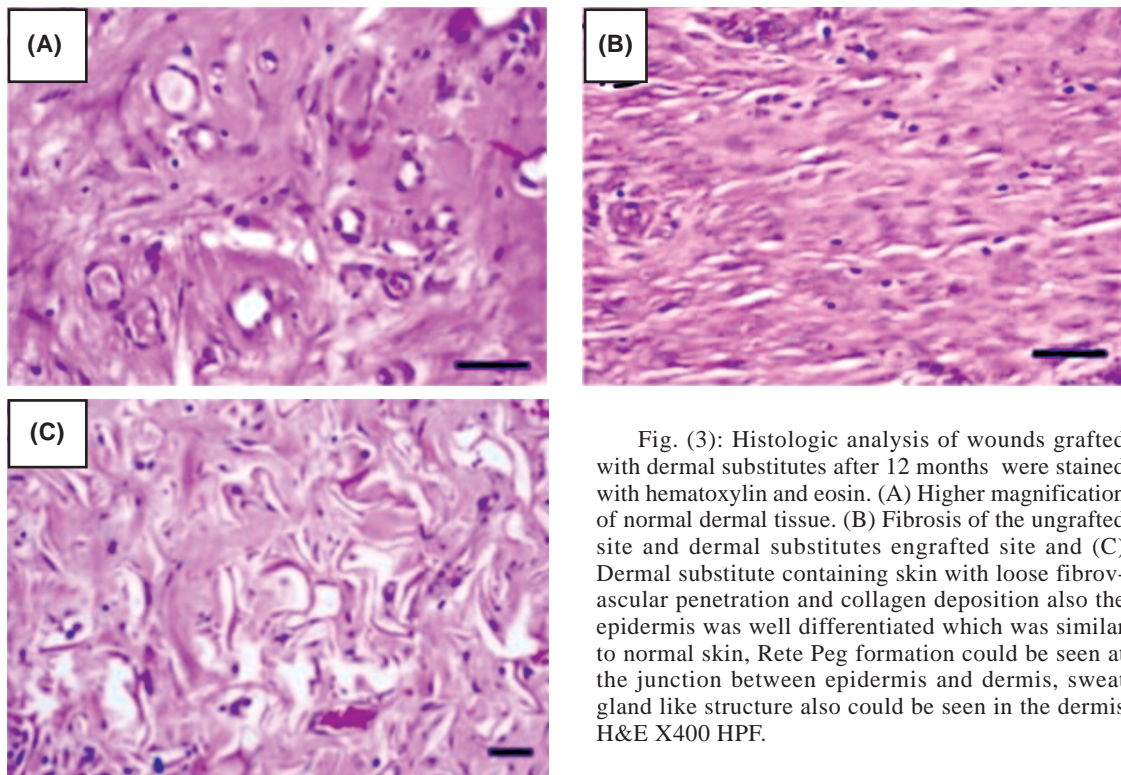 (A)
(B)
(C)
Fig. (3): Histologic analysis of wounds grafted
with dermal substitutes after 12 months were stained
with hematoxylin and eosin. (A) Higher magnification
of normal dermal tissue. (B) Fibrosis of the ungrafted
site and dermal substitutes engrafted site and (C)
Dermal substitute containing skin with loose fibrov-
ascular penetration and collagen deposition also the
epidermis was well differentiated which was similar
to normal skin, Rete Peg formation could be seen at
the junction between epidermis and dermis, sweat
gland like structure also could be seen in the dermis
H&E X400 HPF.